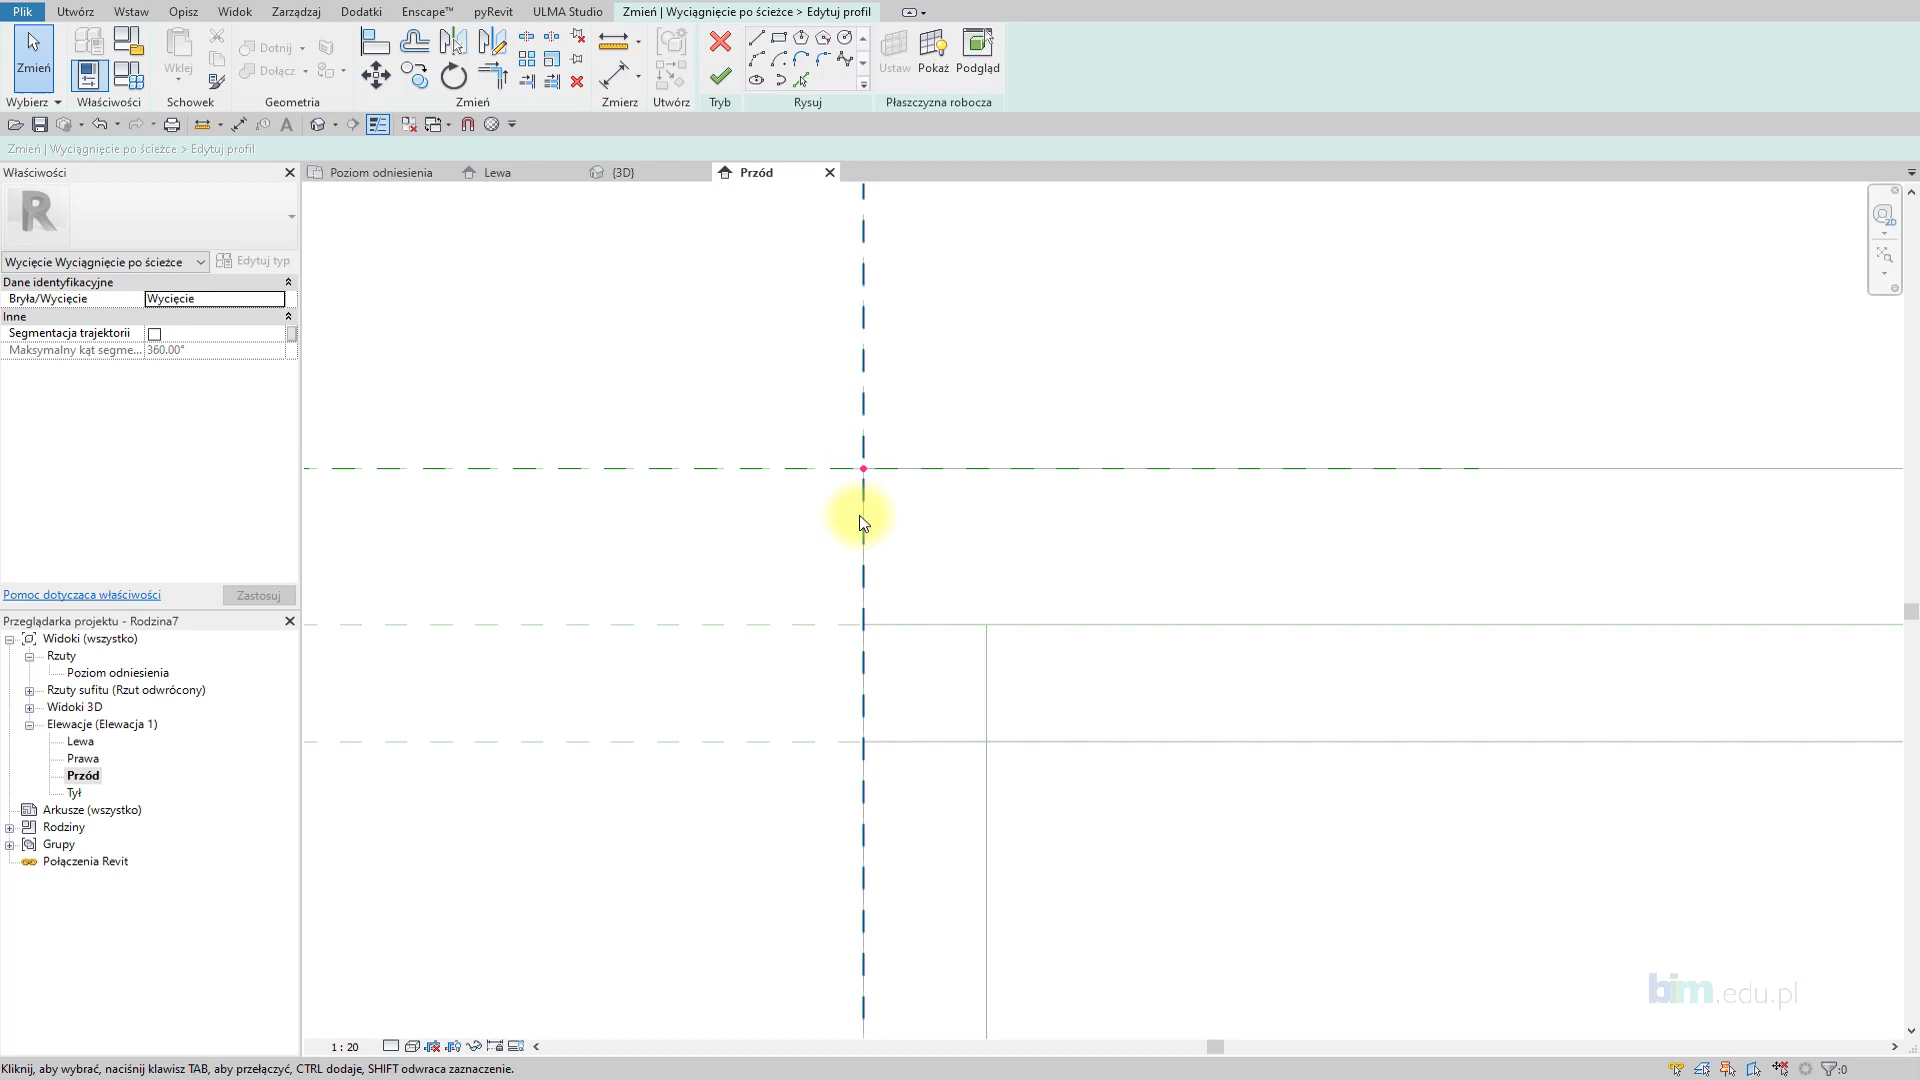 Plik Utwórz Wstaw Opisz Widok Zarządzaj Dodatki Enscape™ pyRevit ULMA Studio Zmień | Wyciągnięcie po ścieżce > Edytuj profil
Zmień Wklej Dotnij Dołącz Ustaw Pokaż Podgląd
Wybierz Właściwości Schowek Geometria Zmień Zmierz Utwórz Tryb Rysuj Płaszczyzna robocza
Zmień | Wyciągnięcie po ścieżce > Edytuj profil
Właściwości
Poziom odniesienia Lewa {3D} Przód
R
2D
Wycięcie Wyciągnięcie po ścieżce Edytuj typ
Dane identyfikacyjne
Bryła/Wycięcie Wycięcie
Inne
Segmentacja trajektorii
Maksymalny kąt segme... 360.00°
Pomoc dotycząca właściwości Zastosuj
Przeglądarka projektu - Rodzina7
Widoki (wszystko)
Rzuty
Poziom odniesienia
Rzuty sufitu (Rzut odwrócony)
Widoki 3D
Elewacje (Elewacja 1)
Lewa
Prawa
Przód
Tył
Arkusze (wszystko)
Rodziny
Grupy
Połączenia Revit
bim.edu.pl
1 : 20
Kliknij, aby wybrać, naciśnij klawisz TAB, aby przełączyć, CTRL dodaje, SHIFT odwraca zaznaczenie. :0